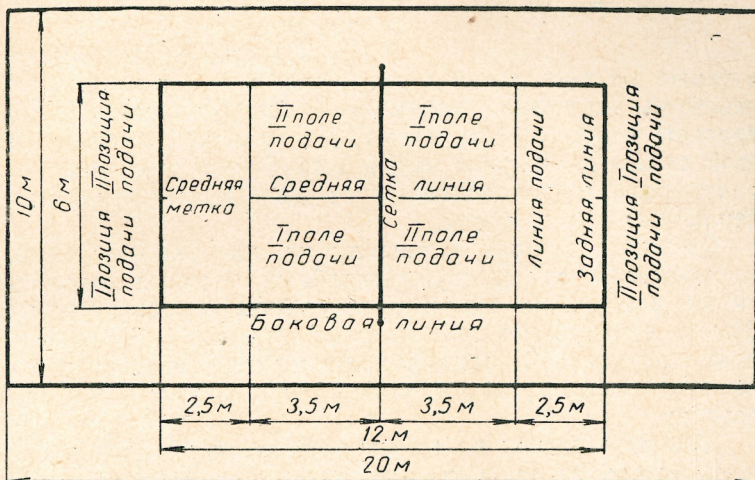 10 м
6 м
I позиция
подачи
II позиция
подачи
Средняя
метка
II поле
подачи
Средняя
I поле
подачи
Сетка
I поле
подачи
линия
II поле
подачи
Линия подачи
Задняя линия
II позиция
подачи
I позиция
подачи
Боковая линия
2,5 м
3,5 м
3,5 м
2,5 м
12 м
20 м